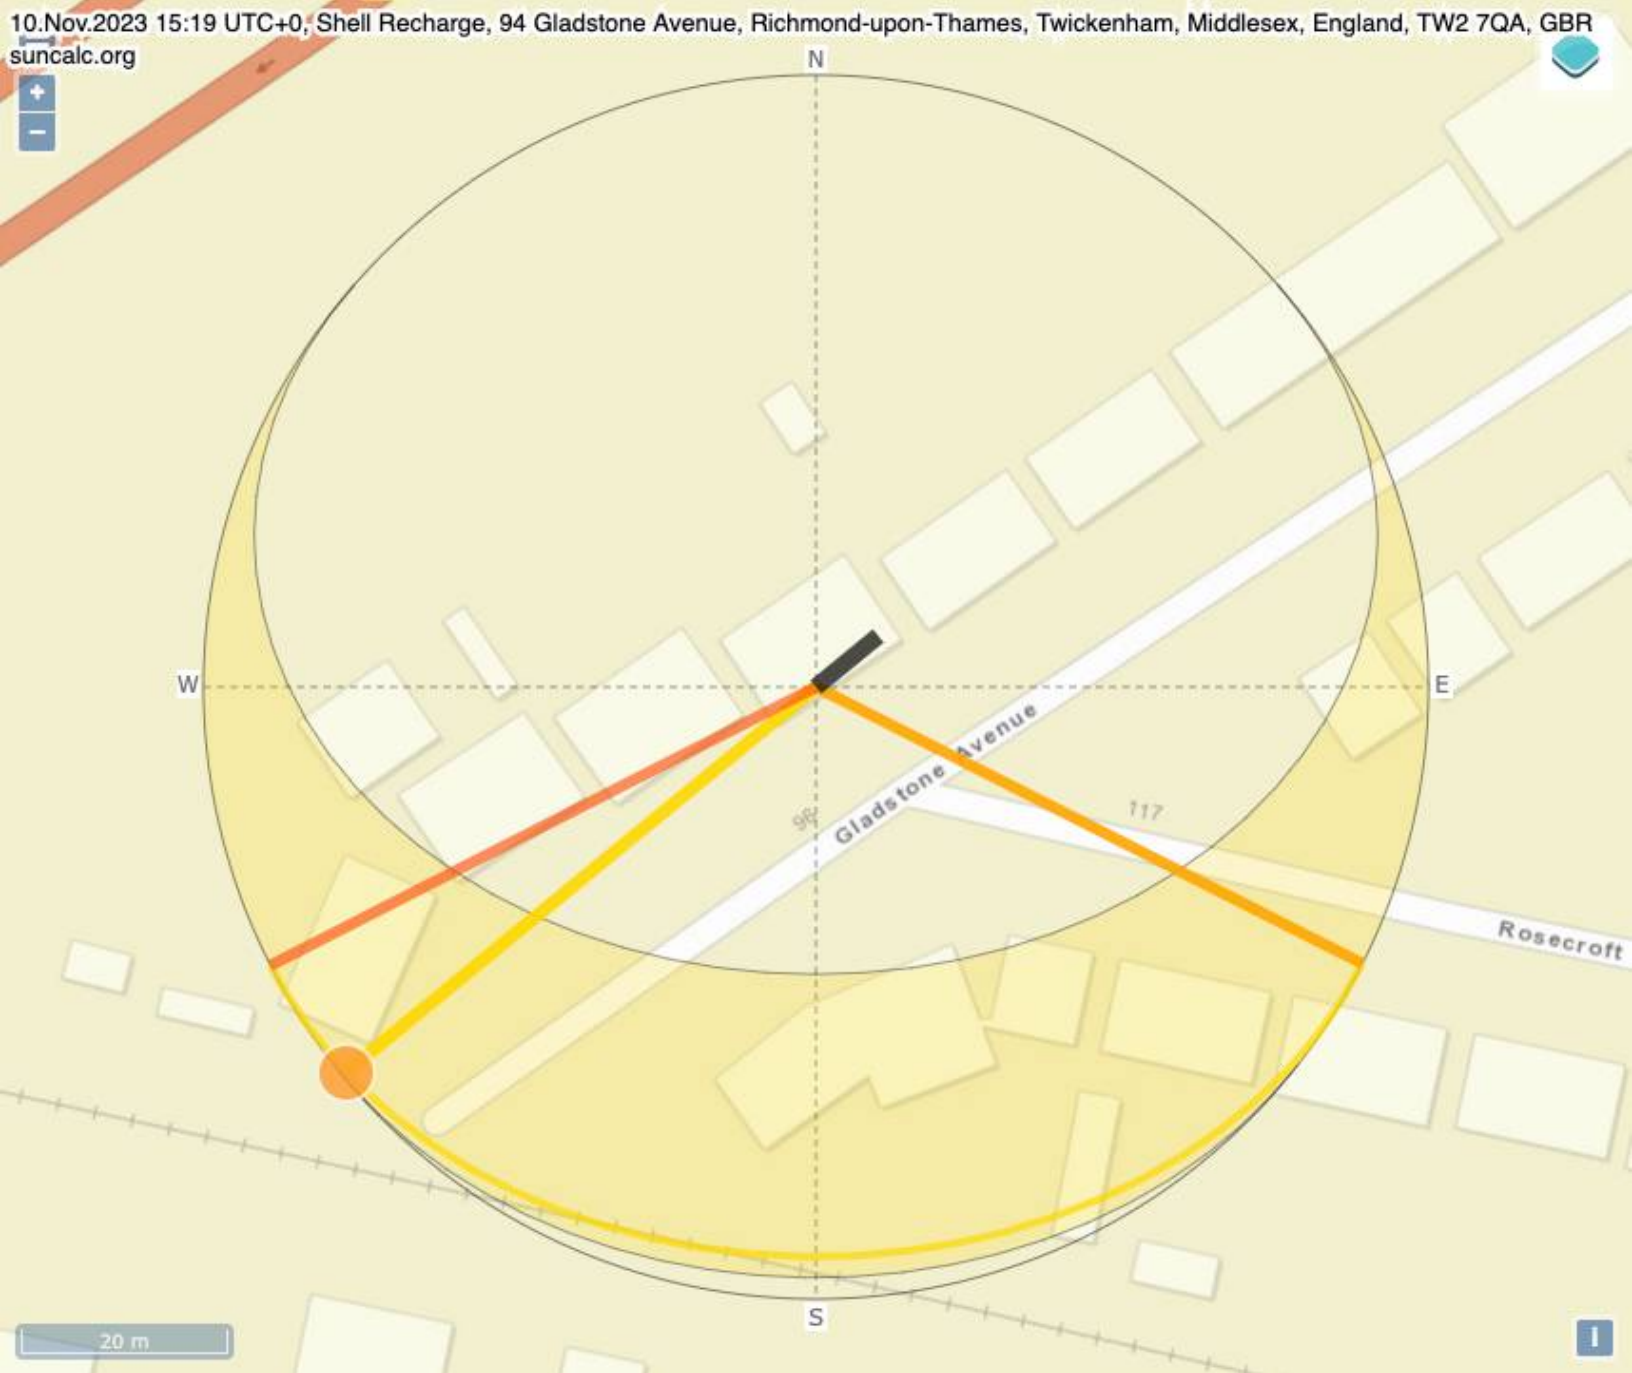 10.Nov.2023 15:19 UTC+0, Shell Recharge, 94 Gladstone Avenue, Richmond-upon-Thames, Twickenham, Middlesex, England, TW2 7QA, GBR
suncalc.org
N
+
−
W
E
Gladstone Avenue
117
Rosecroft
S
20 m
I